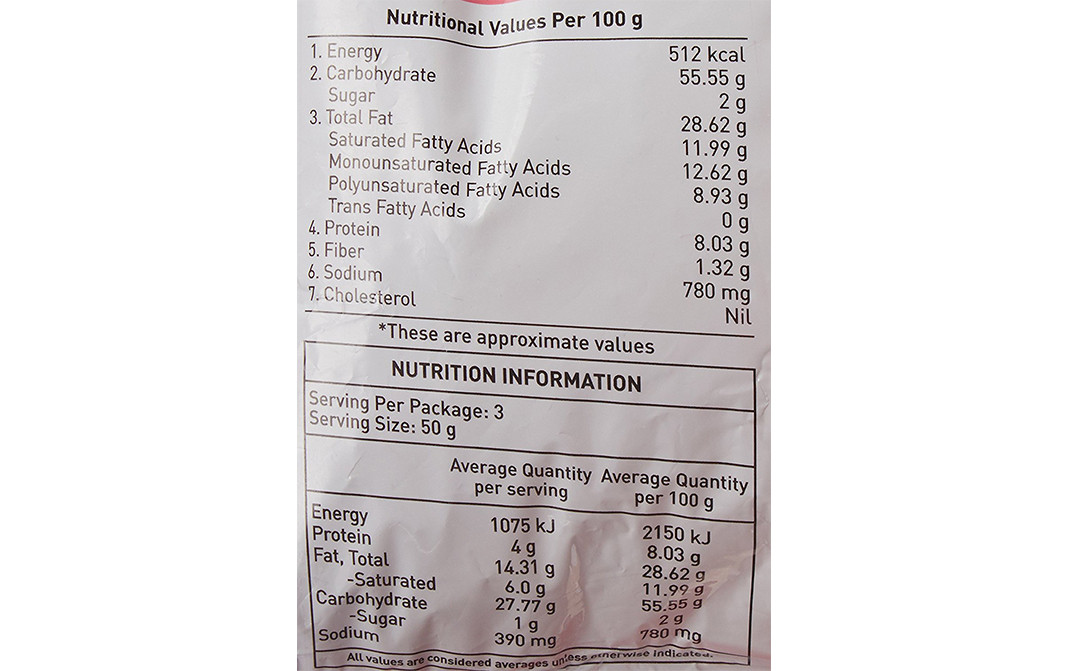 Nutritional Values Per 100 g
1. Energy 512 kcal
2. Carbohydrate 55.55 g
Sugar 2 g
3. Total Fat 28.62 g
Saturated Fatty Acids 11.99 g
Monounsaturated Fatty Acids 12.62 g
Polyunsaturated Fatty Acids 8.93 g
Trans Fatty Acids 0 g
4. Protein 8.03 g
5. Fiber 1.32 g
6. Sodium 780 mg
7. Cholesterol Nil
*These are approximate values
NUTRITION INFORMATION
Serving Per Package: 3
Serving Size: 50 g
Average Quantity Average Quantity
per serving per 100 g
Energy 1075 kJ 2150 kJ
Protein 4 g 8.03 g
Fat, Total 14.31 g 28.62 g
-Saturated 6.0 g 11.99 g
Carbohydrate 27.77 g 55.55 g
-Sugar 1 g 2 g
Sodium 390 mg 780 mg
All values are considered averages unless otherwise indicated.